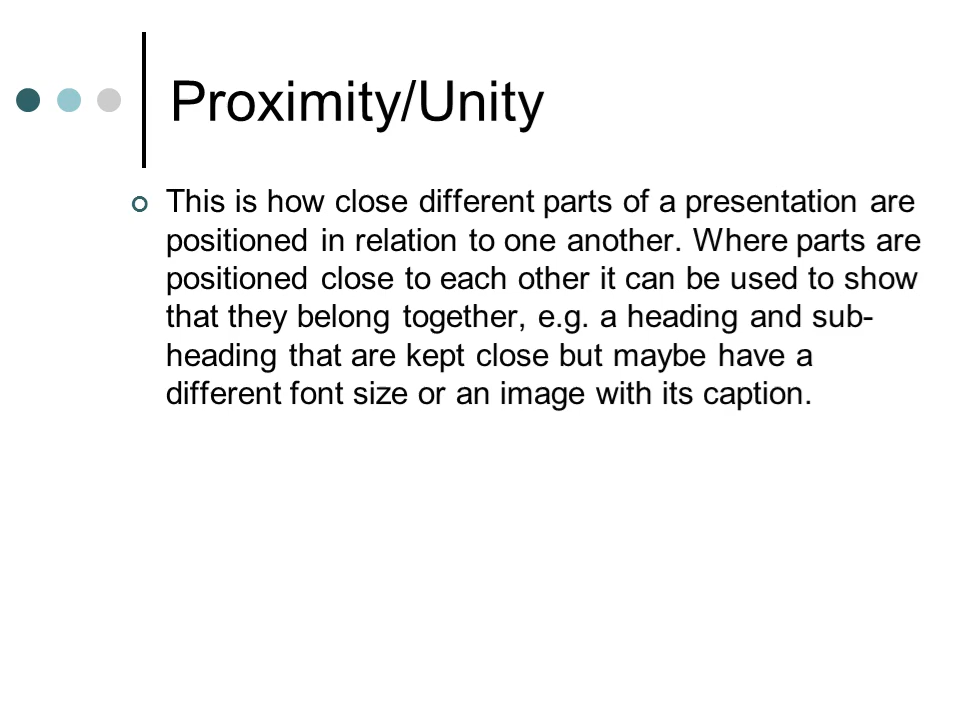 Proximity/Unity
This is how close different parts of a presentation are
positioned in relation to one another. Where parts are
positioned close to each other it can be used to show
that they belong together, e.g. a heading and sub-
heading that are kept close but maybe have a
different font size or an image with its caption.